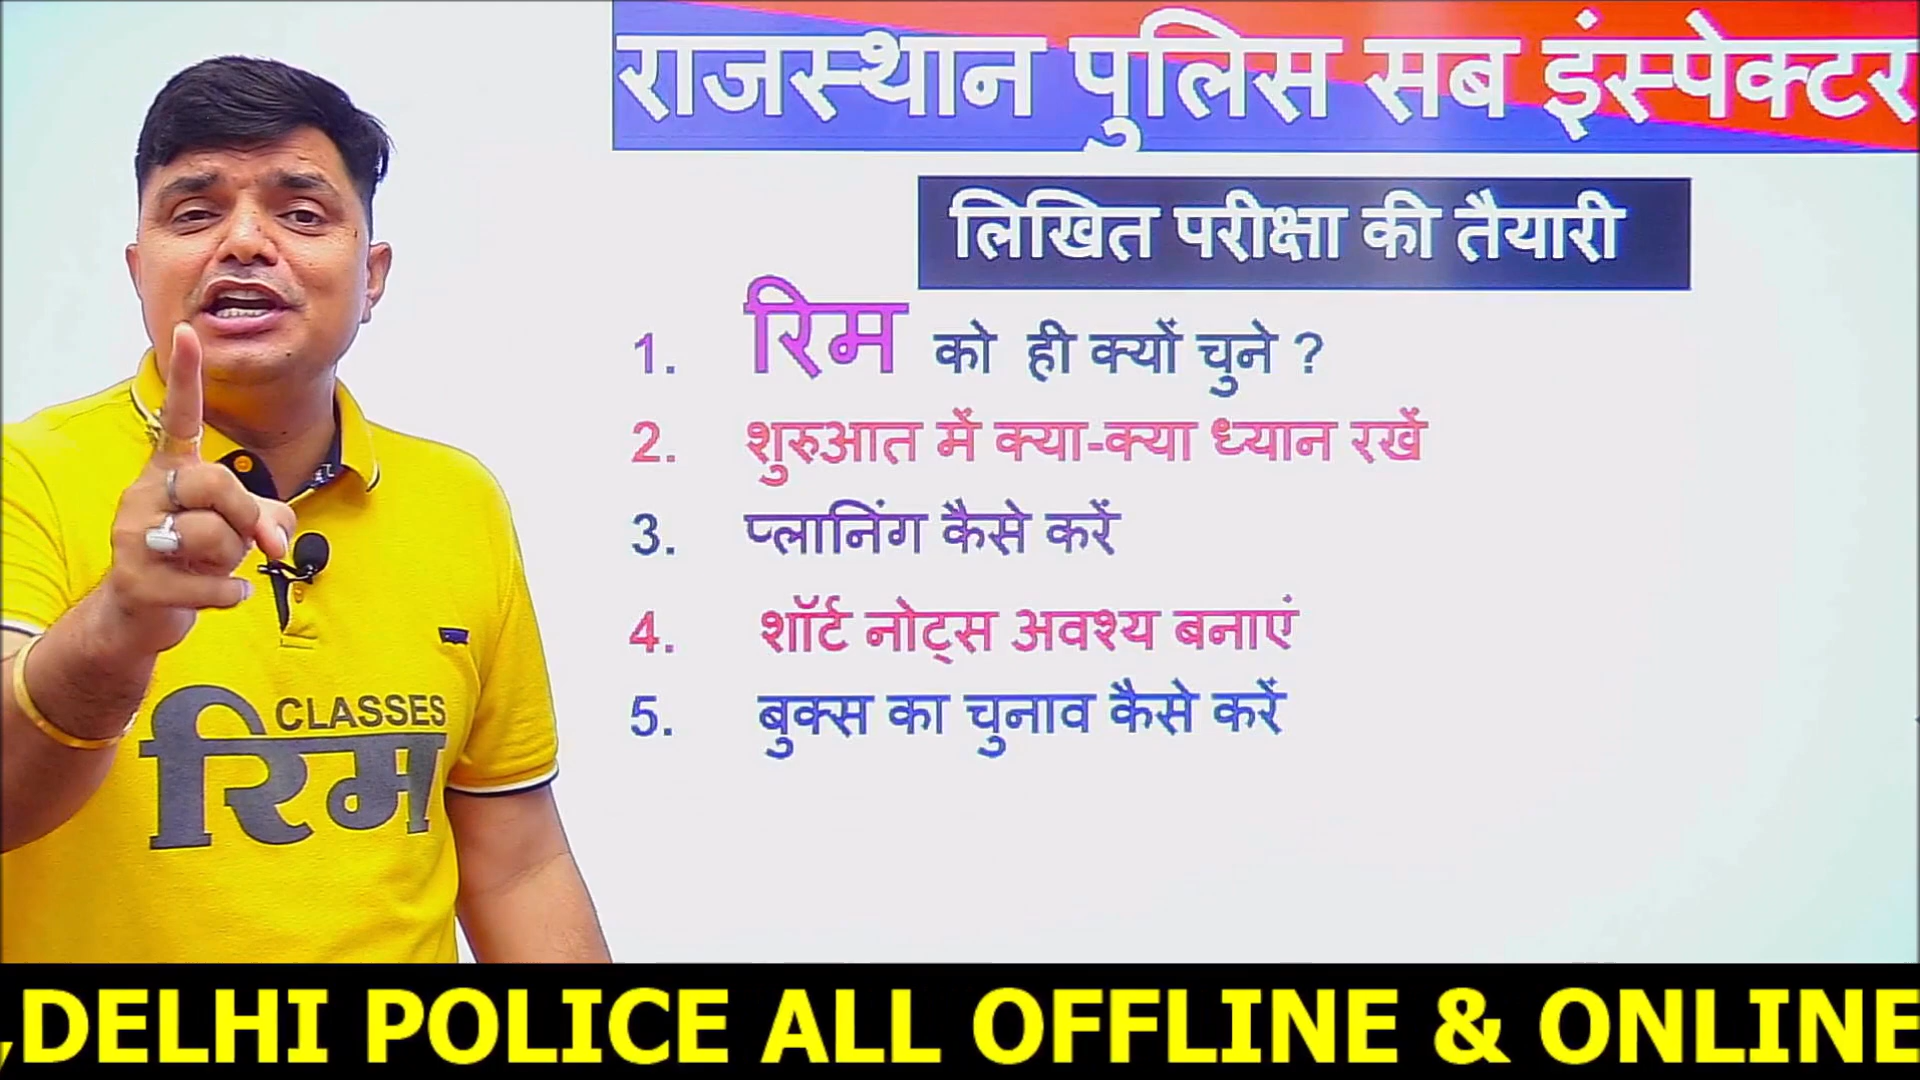 राजस्थान पुलिस सब इंस्पेक्टर
लिखित परीक्षा की तैयारी
1. रिम को ही क्यों चुने ?
2. शुरुआत में क्या-क्या ध्यान रखें
3. प्लानिंग कैसे करें
4. शॉर्ट नोट्स अवश्य बनाएं
5. बुक्स का चुनाव कैसे करें
CLASSES
रिम
,DELHI POLICE ALL OFFLINE & ONLINE